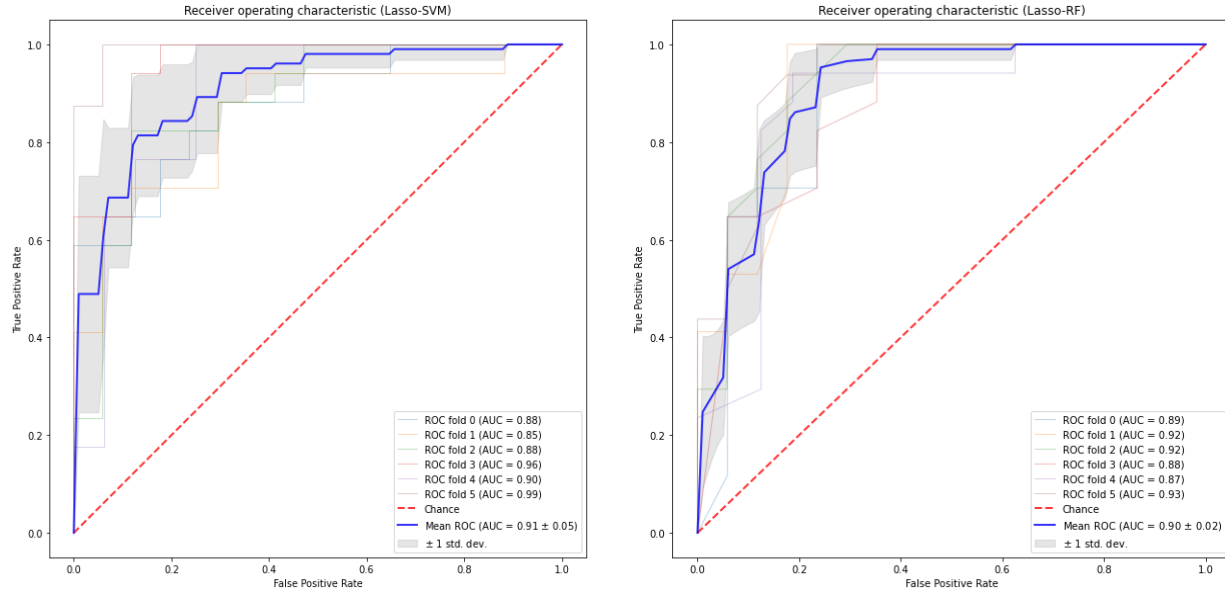 Receiver operating characteristic (Lasso-SVM)
True Positive Rate
1.0
0.8
0.6
0.4
0.2
0.0
ROC fold 0 (AUC = 0.88)
ROC fold 1 (AUC = 0.85)
ROC fold 2 (AUC = 0.88)
ROC fold 3 (AUC = 0.96)
ROC fold 4 (AUC = 0.90)
ROC fold 5 (AUC = 0.99)
Chance
Mean ROC (AUC = 0.91 ± 0.05)
± 1 std. dev.
0.0 0.2 0.4 0.6 0.8 1.0
False Positive Rate
Receiver operating characteristic (Lasso-RF)
True Positive Rate
1.0
0.8
0.6
0.4
0.2
0.0
ROC fold 0 (AUC = 0.89)
ROC fold 1 (AUC = 0.92)
ROC fold 2 (AUC = 0.92)
ROC fold 3 (AUC = 0.88)
ROC fold 4 (AUC = 0.87)
ROC fold 5 (AUC = 0.93)
Chance
Mean ROC (AUC = 0.90 ± 0.02)
± 1 std. dev.
0.0 0.2 0.4 0.6 0.8 1.0
False Positive Rate